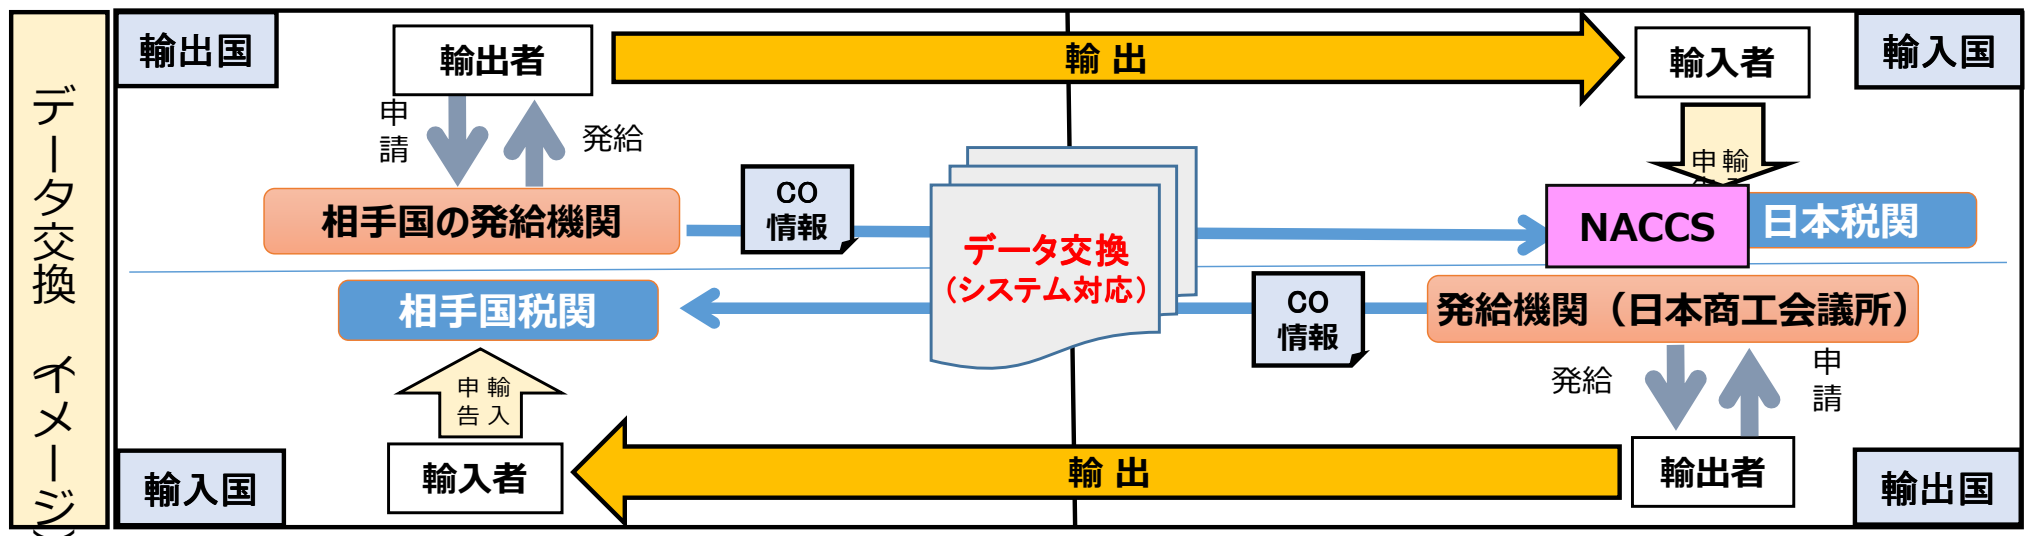 データ交換（イメージ）
輸出国
輸出者
輸 出
輸入者
輸入国
申請
発給
輸入申告
相手国の発給機関
CO
情報
データ交換
（システム対応）
NACCS
日本税関
相手国税関
CO
情報
発給機関（日本商工会議所）
輸入申告
発給
申請
輸入国
輸入者
輸 出
輸出者
輸出国